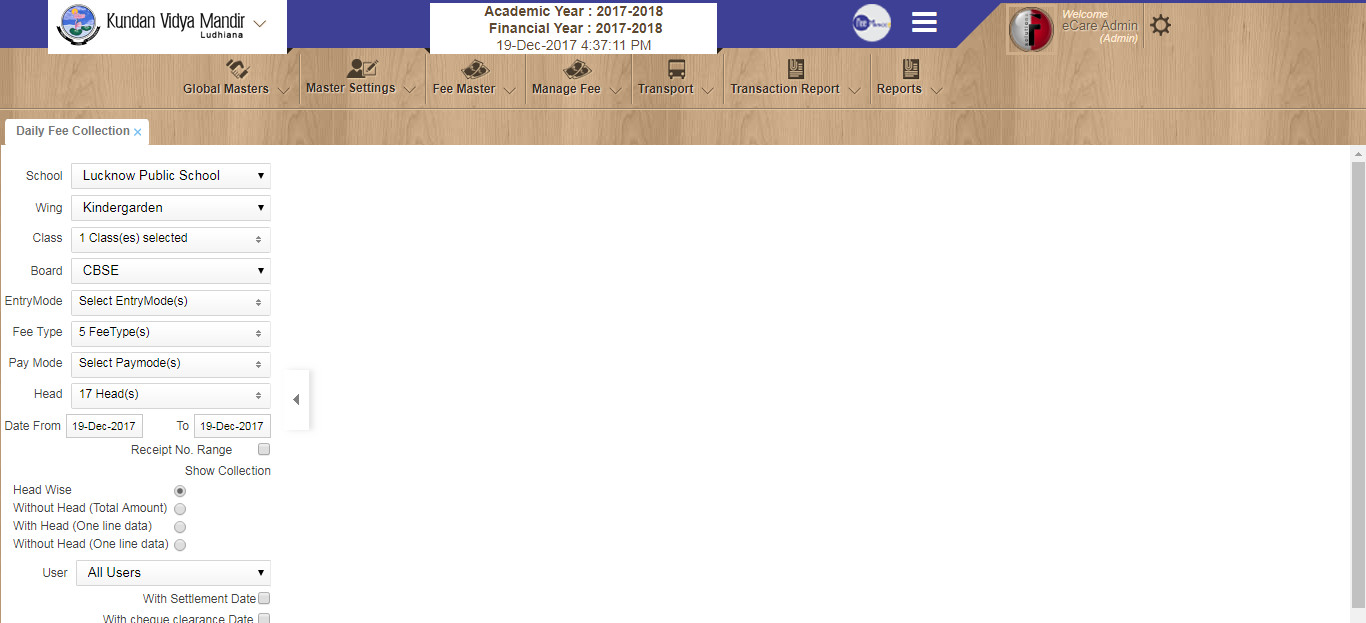 Kundan Vidya Mandir
Ludhiana
Academic Year : 2017-2018
Financial Year : 2017-2018
19-Dec-2017 4:37:11 PM
Welcome
eCare Admin
(Admin)
Global Masters
Master Settings
Fee Master
Manage Fee
Transport
Transaction Report
Reports
Daily Fee Collection ×
School Lucknow Public School
Wing Kindergarden
Class 1 Class(es) selected
Board CBSE
EntryMode Select EntryMode(s)
Fee Type 5 FeeType(s)
Pay Mode Select Paymode(s)
Head 17 Head(s)
Date From 19-Dec-2017 To 19-Dec-2017
Receipt No. Range
Show Collection
Head Wise
Without Head (Total Amount)
With Head (One line data)
Without Head (One line data)
User All Users
With Settlement Date
With cheque clearance Date